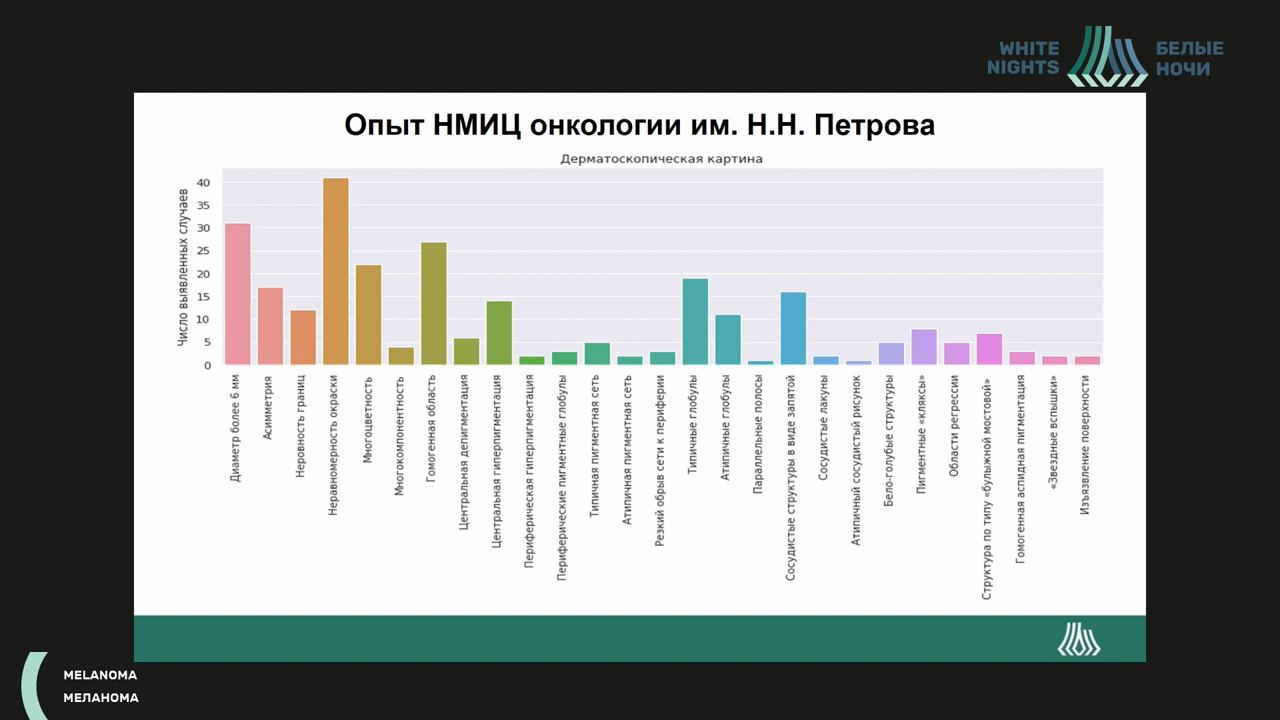 WHITE
NIGHTS
БЕЛЫЕ
НОЧИ
Опыт НМИЦ онкологии им. Н.Н. Петрова
Дерматоскопическая картина
Число выявленных случаев
40
35
30
25
20
15
10
5
0
Диаметр более 6 мм
Асимметрия
Неровность границ
Неравномерность окраски
Многоцветность
Многокомпонентность
Гомогенная область
Центральная депигментация
Центральная гиперпигментация
Периферическая гиперпигментация
Периферические пигментные глобулы
Типичная пигментная сеть
Атипичная пигментная сеть
Резкий обрыв сети к периферии
Типичные глобулы
Атипичные глобулы
Параллельные полосы
Сосудистые структуры в виде запятой
Сосудистые лакуны
Атипичный сосудистый рисунок
Бело-голубые структуры
Пигментные «кляксы»
Области регрессии
Структура по типу «булыжной мостовой»
Гомогенная аспидная пигментация
«Звездные вспышки»
Изъязвление поверхности
MELANOMA
МЕЛАНОМА